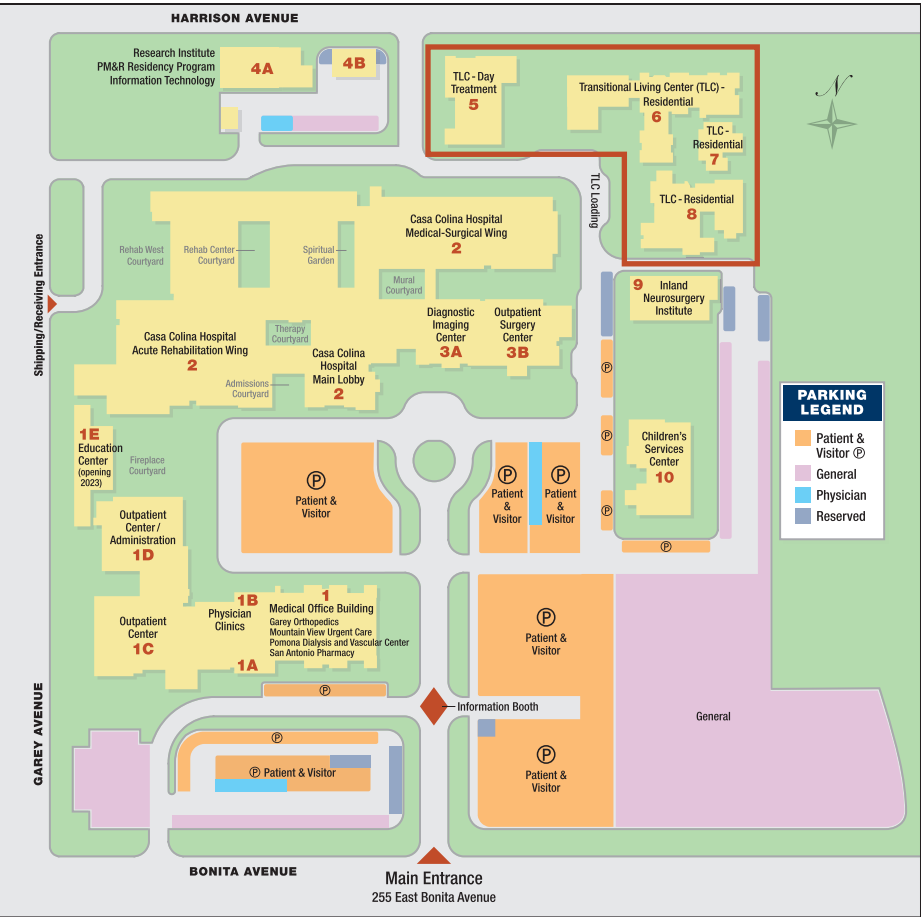 HARRISON AVENUE
Research Institute
PM&R Residency Program
Information Technology
4A
4B
TLC - Day
Treatment
5
Transitional Living Center (TLC) -
Residential
6
TLC -
Residential
7
TLC - Residential
8
N
TLC Loading
Shipping/Receiving Entrance
Rehab West
Courtyard
Rehab Center
Courtyard
Spiritual
Garden
Casa Colina Hospital
Medical-Surgical Wing
2
Mural
Courtyard
Casa Colina Hospital
Acute Rehabilitation Wing
2
Therapy
Courtyard
Diagnostic
Imaging
Center
3A
Outpatient
Surgery
Center
3B
Casa Colina
Hospital
Main Lobby
2
Admissions
Courtyard
9
Inland
Neurosurgery
Institute
P
P
P
P
Children's
Services
Center
10
PARKING
LEGEND
Patient &
Visitor P
General
Physician
Reserved
1E
Education
Center
(opening
2023)
Fireplace
Courtyard
P
Patient &
Visitor
P
Patient
&
Visitor
P
Patient
&
Visitor
Outpatient
Center /
Administration
1D
Outpatient
Center
1C
1B
Physician
Clinics
1A
1
Medical Office Building
Garey Orthopedics
Mountain View Urgent Care
Pomona Dialysis and Vascular Center
San Antonio Pharmacy
P
Patient &
Visitor
P
Information Booth
General
GAREY AVENUE
P
P Patient & Visitor
P
Patient &
Visitor
BONITA AVENUE
Main Entrance
255 East Bonita Avenue